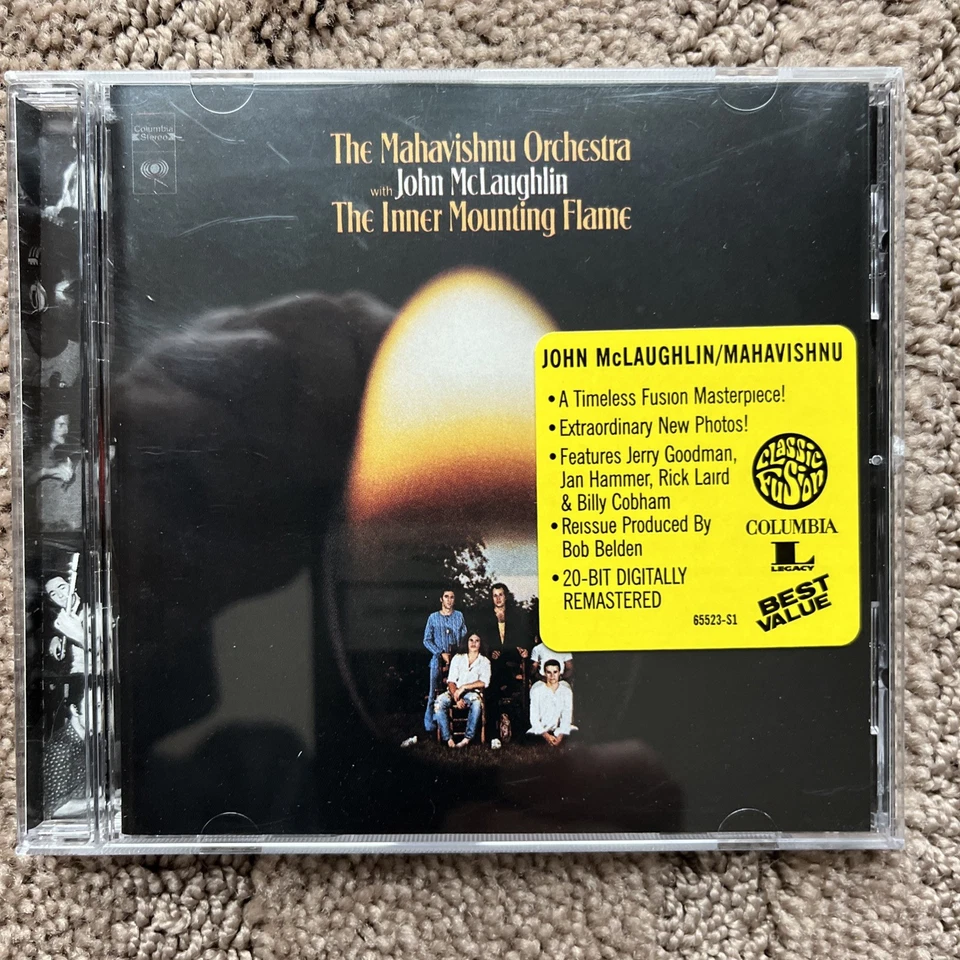 Columbia
Stereo
The Mahavishnu Orchestra
with John McLaughlin
The Inner Mounting Flame
JOHN McLAUGHLIN/MAHAVISHNU
• A Timeless Fusion Masterpiece!
• Extraordinary New Photos!
• Features Jerry Goodman,
Jan Hammer, Rick Laird
& Billy Cobham
• Reissue Produced By
Bob Belden
• 20-BIT DIGITALLY
REMASTERED
65523-S1
CLASSIC
FUSION
COLUMBIA
L
LEGACY
BEST
VALUE